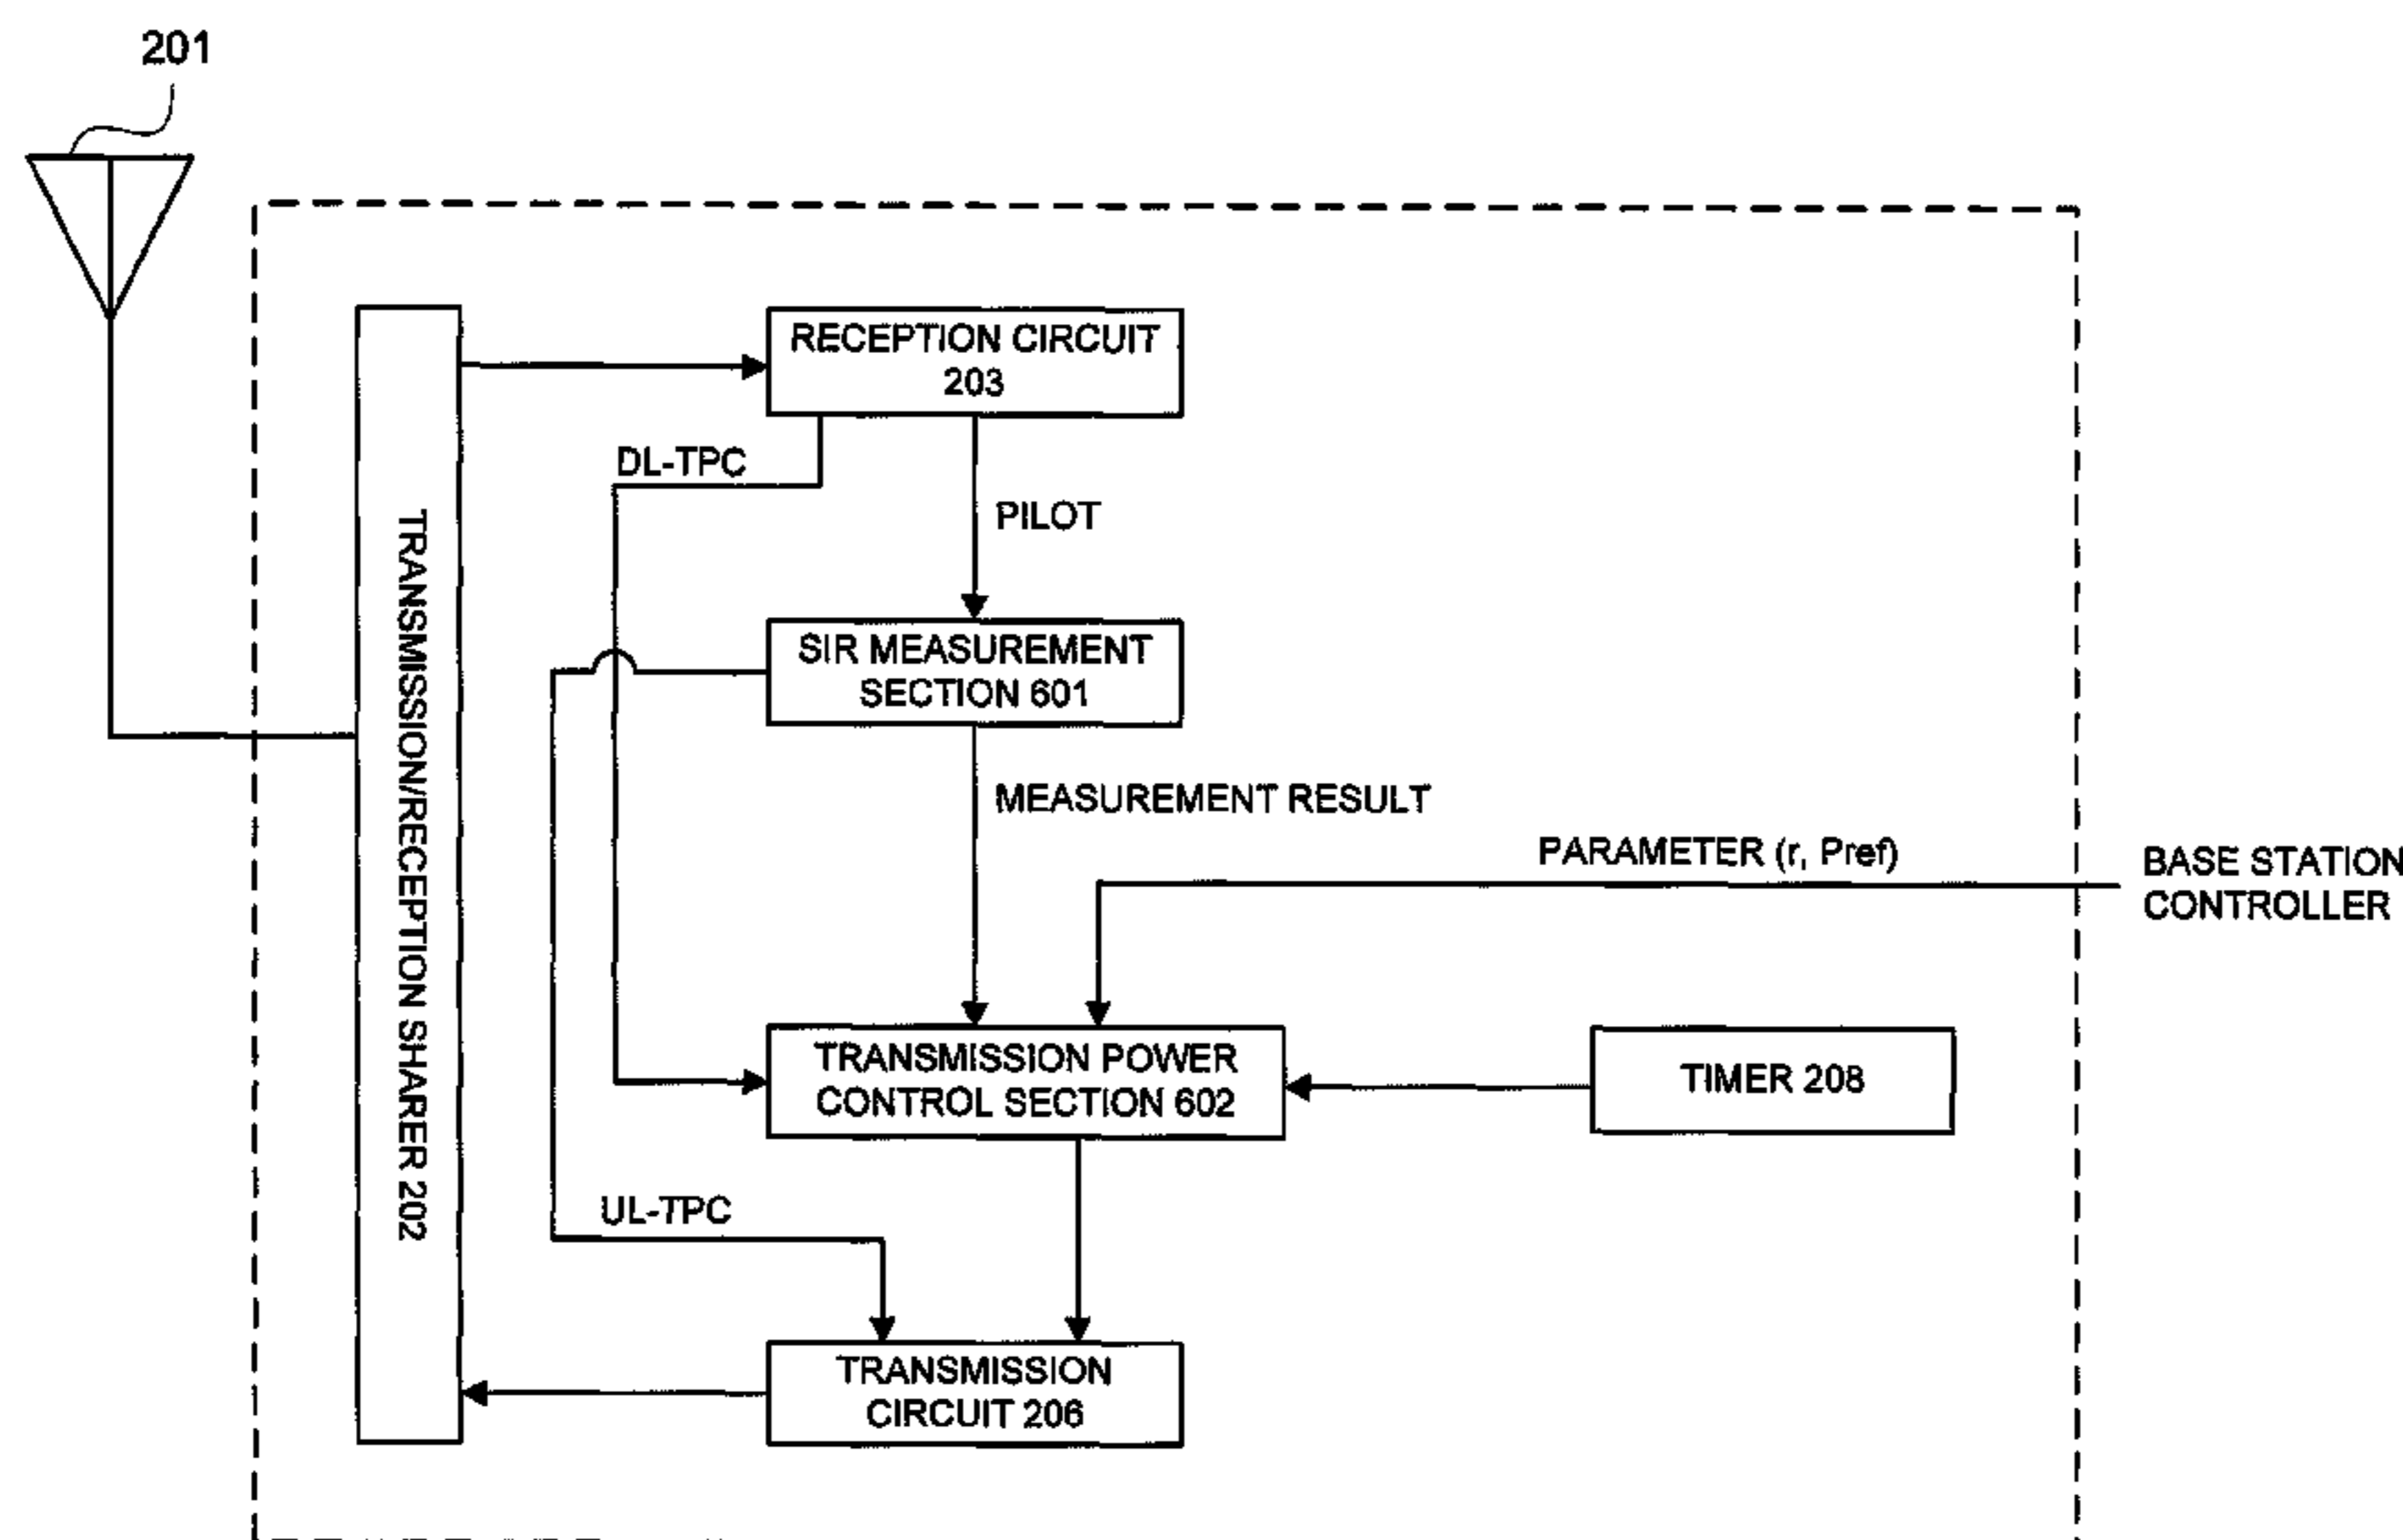 201
RECEPTION CIRCUIT
203
DL-TPC
PILOT
TRANSMISSION/RECEPTION SHARER 202
SIR MEASUREMENT
SECTION 601
MEASUREMENT RESULT
PARAMETER (r, Pref)
BASE STATION
CONTROLLER
TRANSMISSION POWER
CONTROL SECTION 602
TIMER 208
UL-TPC
TRANSMISSION
CIRCUIT 206